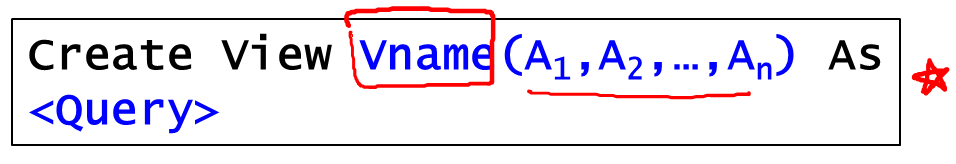 Create View Vname(A₁,A₂,…,Aₙ) As
<Query>